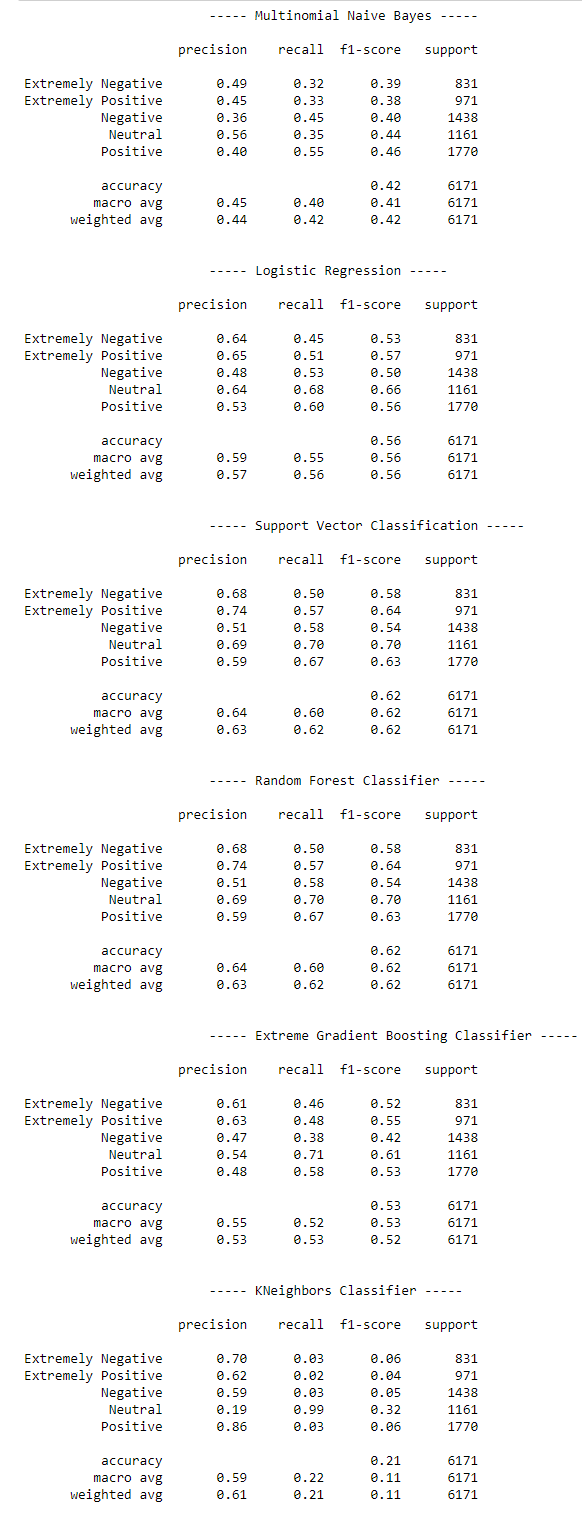 ----- Multinomial Naive Bayes -----
precision recall f1-score support
Extremely Negative 0.49 0.32 0.39 831
Extremely Positive 0.45 0.33 0.38 971
Negative 0.36 0.45 0.40 1438
Neutral 0.56 0.35 0.44 1161
Positive 0.40 0.55 0.46 1770
accuracy 0.42 6171
macro avg 0.45 0.40 0.41 6171
weighted avg 0.44 0.42 0.42 6171
----- Logistic Regression -----
precision recall f1-score support
Extremely Negative 0.64 0.45 0.53 831
Extremely Positive 0.65 0.51 0.57 971
Negative 0.48 0.53 0.50 1438
Neutral 0.64 0.68 0.66 1161
Positive 0.53 0.60 0.56 1770
accuracy 0.56 6171
macro avg 0.59 0.55 0.56 6171
weighted avg 0.57 0.56 0.56 6171
----- Support Vector Classification -----
precision recall f1-score support
Extremely Negative 0.68 0.50 0.58 831
Extremely Positive 0.74 0.57 0.64 971
Negative 0.51 0.58 0.54 1438
Neutral 0.69 0.70 0.70 1161
Positive 0.59 0.67 0.63 1770
accuracy 0.62 6171
macro avg 0.64 0.60 0.62 6171
weighted avg 0.63 0.62 0.62 6171
----- Random Forest Classifier -----
precision recall f1-score support
Extremely Negative 0.68 0.50 0.58 831
Extremely Positive 0.74 0.57 0.64 971
Negative 0.51 0.58 0.54 1438
Neutral 0.69 0.70 0.70 1161
Positive 0.59 0.67 0.63 1770
accuracy 0.62 6171
macro avg 0.64 0.60 0.62 6171
weighted avg 0.63 0.62 0.62 6171
----- Extreme Gradient Boosting Classifier -----
precision recall f1-score support
Extremely Negative 0.61 0.46 0.52 831
Extremely Positive 0.63 0.48 0.55 971
Negative 0.47 0.38 0.42 1438
Neutral 0.54 0.71 0.61 1161
Positive 0.48 0.58 0.53 1770
accuracy 0.53 6171
macro avg 0.55 0.52 0.53 6171
weighted avg 0.53 0.53 0.52 6171
----- KNeighbors Classifier -----
precision recall f1-score support
Extremely Negative 0.70 0.03 0.06 831
Extremely Positive 0.62 0.02 0.04 971
Negative 0.59 0.03 0.05 1438
Neutral 0.19 0.99 0.32 1161
Positive 0.86 0.03 0.06 1770
accuracy 0.21 6171
macro avg 0.59 0.22 0.11 6171
weighted avg 0.61 0.21 0.11 6171